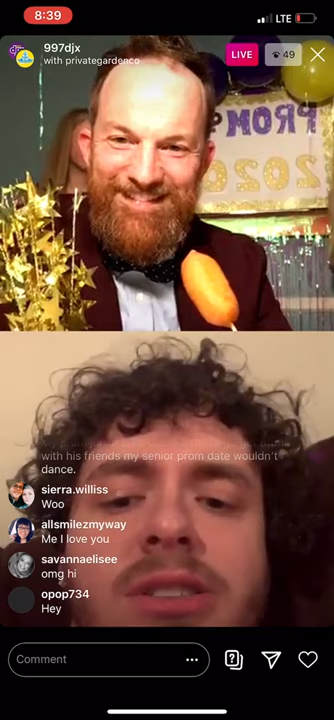 8:39
LTE
997djx
with privategardenco
LIVE
49
PROM
2020
with his friends my senior prom date wouldn't
dance.
sierra.williss
Woo
allsmilezmyway
Me I love you
savannaelisee
omg hi
opop734
Hey
Comment